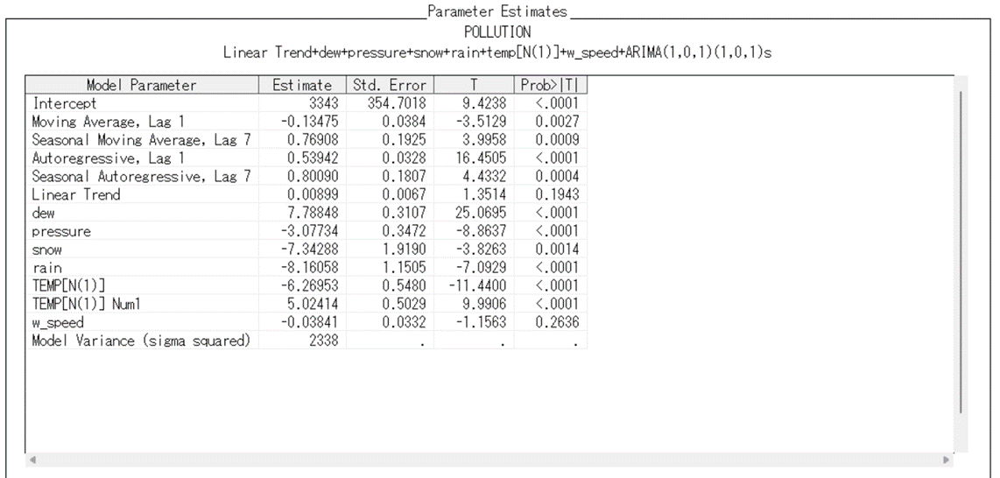 Parameter Estimates
POLLUTION
Linear Trend+dew+pressure+snow+rain+temp[N(1)]+w_speed+ARIMA(1,0,1)(1,0,1)s
Model Parameter Estimate Std. Error T Prob>|T|
Intercept 3343 354.7018 9.4238 <.0001
Moving Average, Lag 1 -0.13475 0.0384 -3.5129 0.0027
Seasonal Moving Average, Lag 7 0.76908 0.1925 3.9958 0.0009
Autoregressive, Lag 1 0.53942 0.0328 16.4505 <.0001
Seasonal Autoregressive, Lag 7 0.80090 0.1807 4.4332 0.0004
Linear Trend 0.00899 0.0067 1.3514 0.1943
dew 7.78848 0.3107 25.0695 <.0001
pressure -3.07734 0.3472 -8.8637 <.0001
snow -7.34288 1.9190 -3.8263 0.0014
rain -8.16058 1.1505 -7.0929 <.0001
TEMP[N(1)] -6.26953 0.5480 -11.4400 <.0001
TEMP[N(1)] Num1 5.02414 0.5029 9.9906 <.0001
w_speed -0.03841 0.0332 -1.1563 0.2636
Model Variance (sigma squared) 2338 . . .